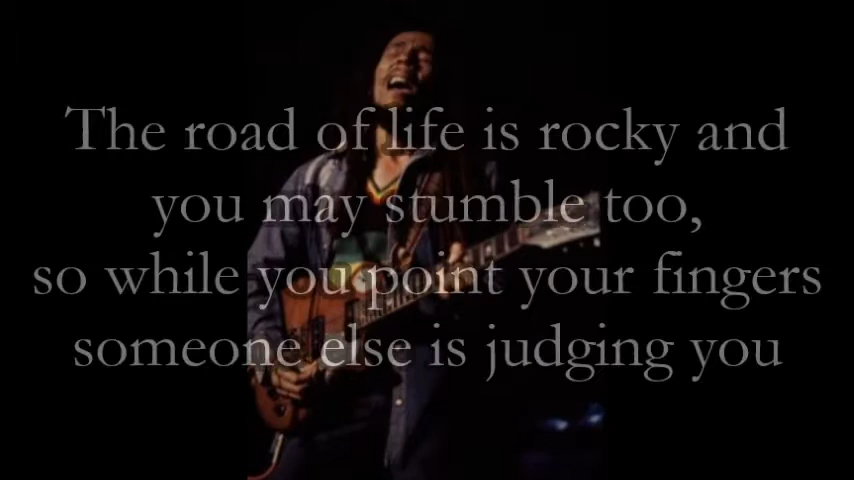 The road of life is rocky and
you may stumble too,
so while you point your fingers
someone else is judging you